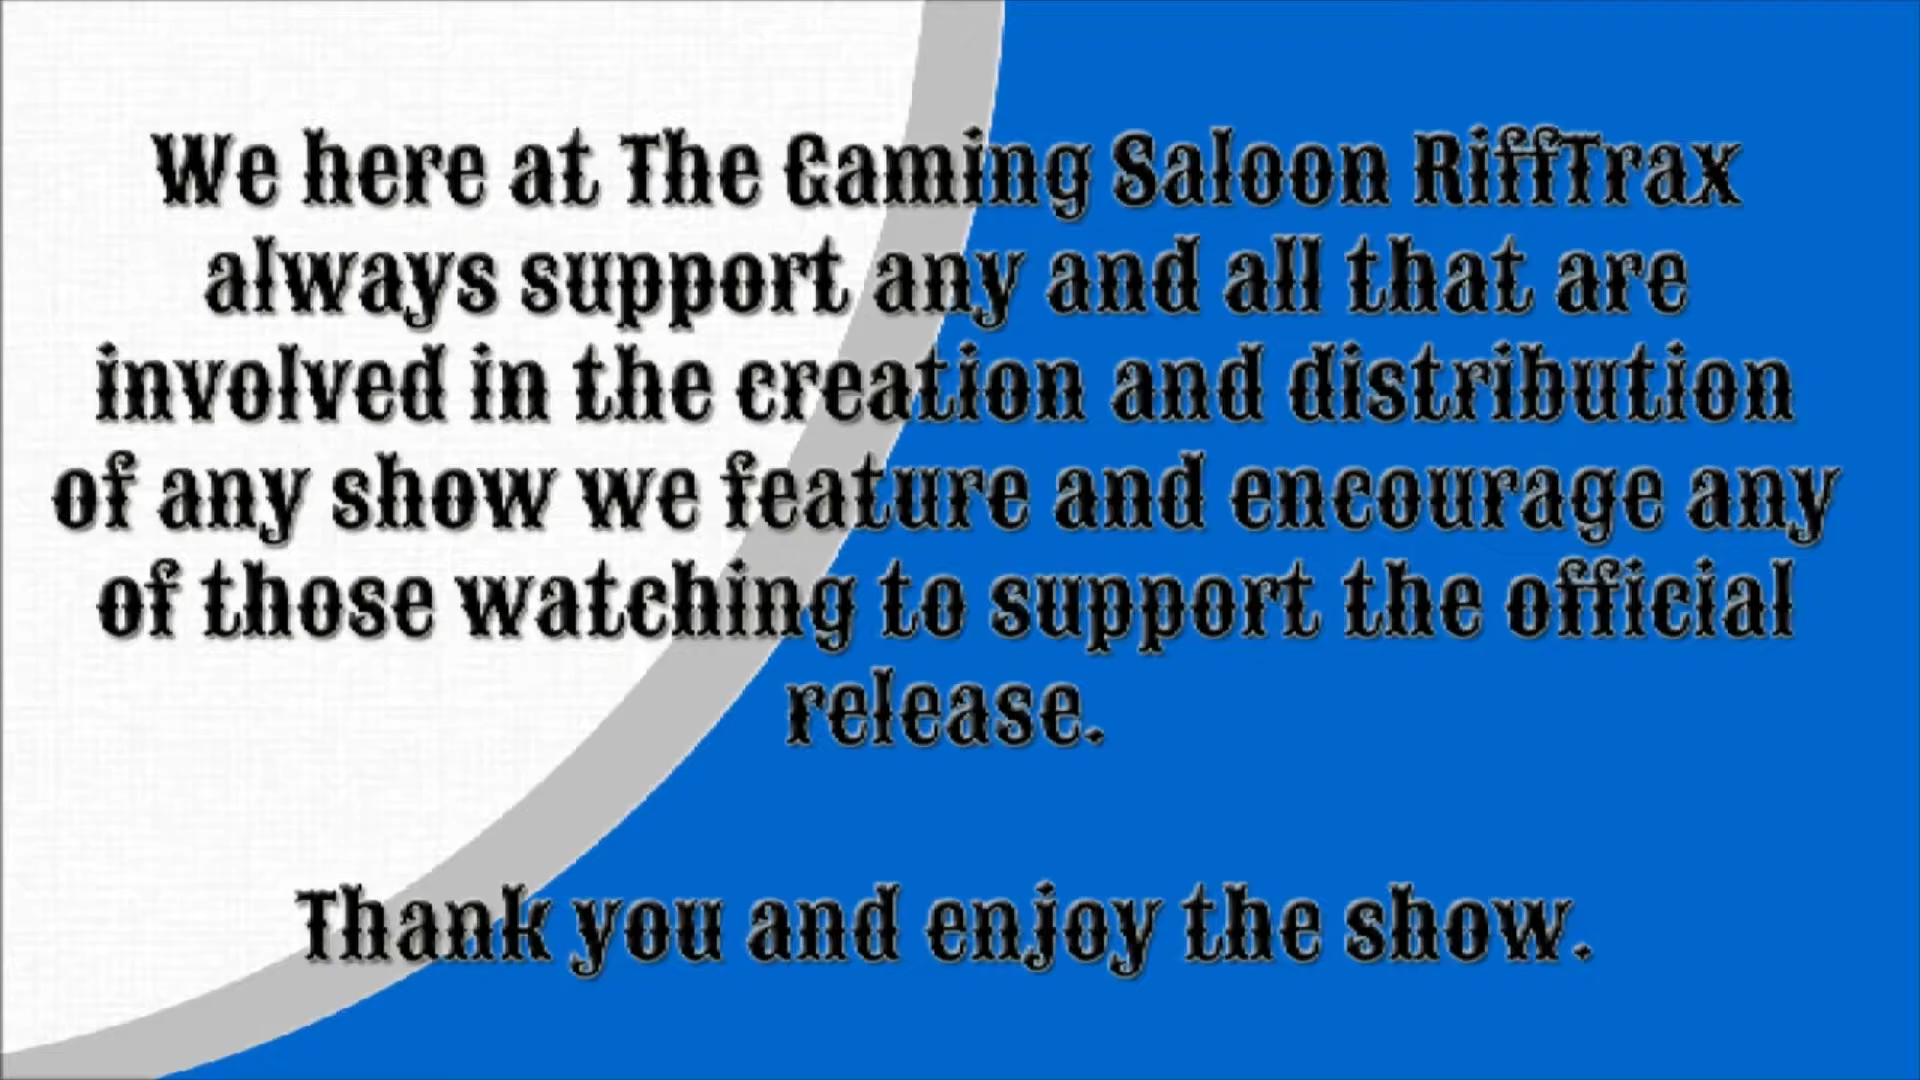 We here at The Gaming Saloon RiffTrax
always support any and all that are
involved in the creation and distribution
of any show we feature and encourage any
of those watching to support the official
release.
Thank you and enjoy the show.